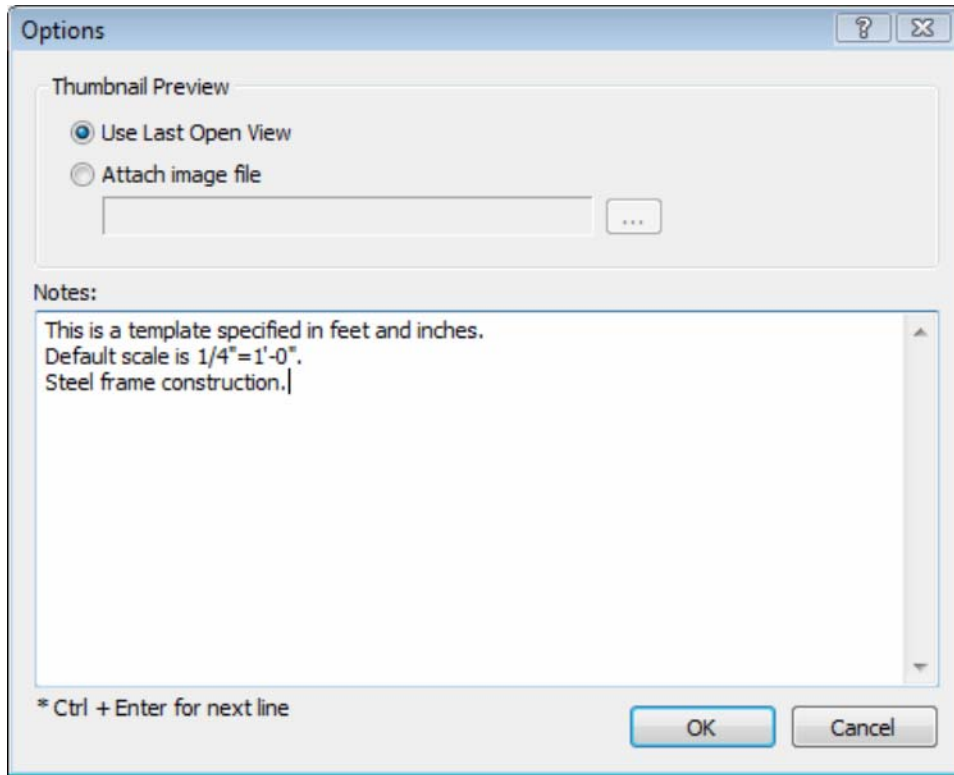 Options
Thumbnail Preview
Use Last Open View
Attach image file
...
Notes:
This is a template specified in feet and inches.
Default scale is 1/4"=1'-0".
Steel frame construction.
* Ctrl + Enter for next line
OK
Cancel